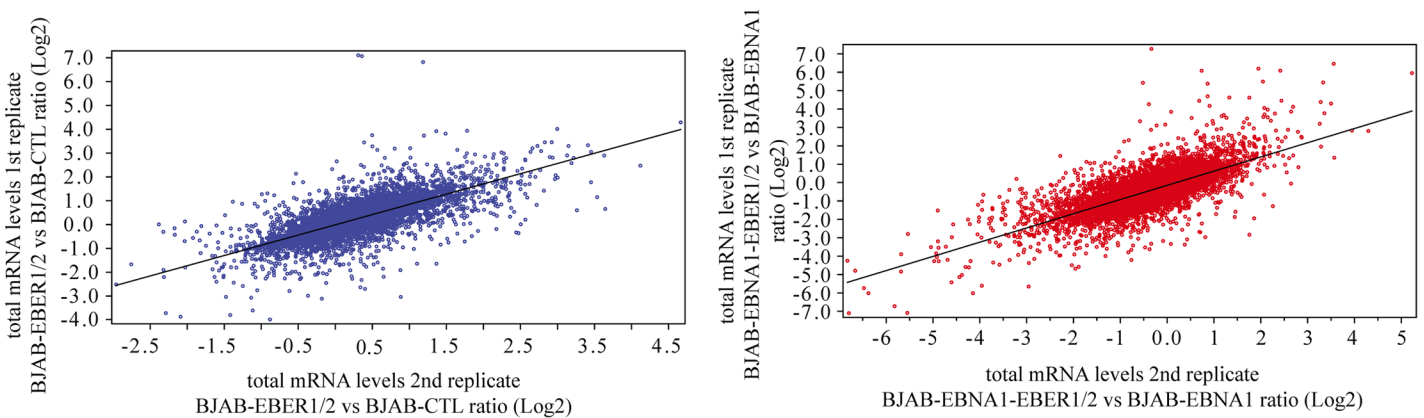 total mRNA levels 1st replicate
BJAB-EBER1/2 vs BJAB-CTL ratio (Log2)
7.0
6.0
5.0
4.0
3.0
2.0
1.0
0.0
-1.0
-2.0
-3.0
-4.0
-2.5 -1.5 -0.5 0.5 1.5 2.5 3.5 4.5
total mRNA levels 2nd replicate
BJAB-EBER1/2 vs BJAB-CTL ratio (Log2)
total mRNA levels 1st replicate
BJAB-EBNA1-EBER1/2 vs BJAB-EBNA1
ratio (Log2)
7.0
6.0
5.0
4.0
3.0
2.0
1.0
0.0
-1.0
-2.0
-3.0
-4.0
-5.0
-6.0
-7.0
-6 -5 -4 -3 -2 -1 0.0 1 2 3 4 5
total mRNA levels 2nd replicate
BJAB-EBNA1-EBER1/2 vs BJAB-EBNA1 ratio (Log2)